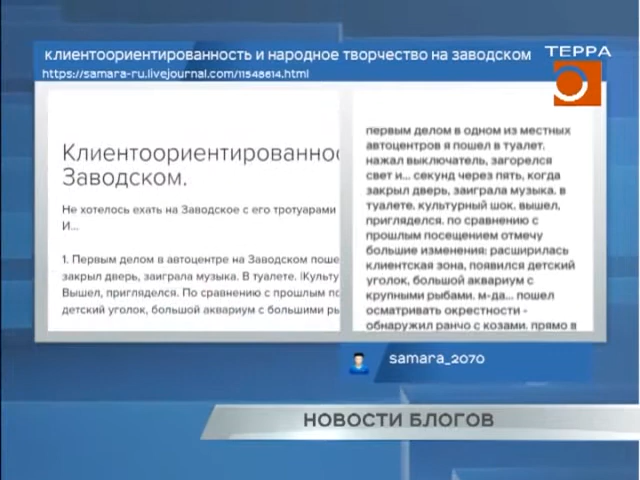 клиентоориентированность и народное творчество на заводском
https://samara-ru.livejournal.com/11548614.html
ТЕРРА
Клиентоориентированно
Заводском.
Не хотелось ехать на Заводское с его тротуарами
И...
1. Первым делом в автоцентре на Заводском поше
закрыл дверь, заиграла музыка. В туалете. (Культу
Вышел, пригляделся. По сравнению с прошлым по
детский уголок, большой аквариум с большими ры
первым делом в одном из местных
автоцентров я пошел в туалет.
нажал выключатель, загорелся
свет и... секунд через пять, когда
закрыл дверь, заиграла музыка. в
туалете. культурный шок. вышел,
пригляделся. по сравнению с
прошлым посещением отмечу
большие изменения: расширилась
клиентская зона, появился детский
уголок, большой аквариум с
крупными рыбами. м-да... пошел
осматривать окрестности -
обнаружил ранчо с козами. прямо в
samara_2070
НОВОСТИ БЛОГОВ